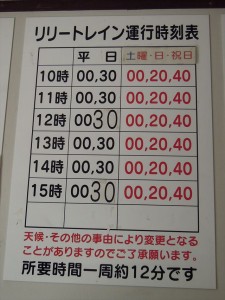 リリートレイン運行時刻表
平日 土曜・日・祝日
10時 00,30 00,20,40
11時 00,30 00,20,40
12時 00 30 00,20,40
13時 00,30 00,20,40
14時 00,30 00,20,40
15時 00 30 00,20,40
天候・その他の事由により変更となる
ことがありますのでご了承願います。
所要時間一周約12分です